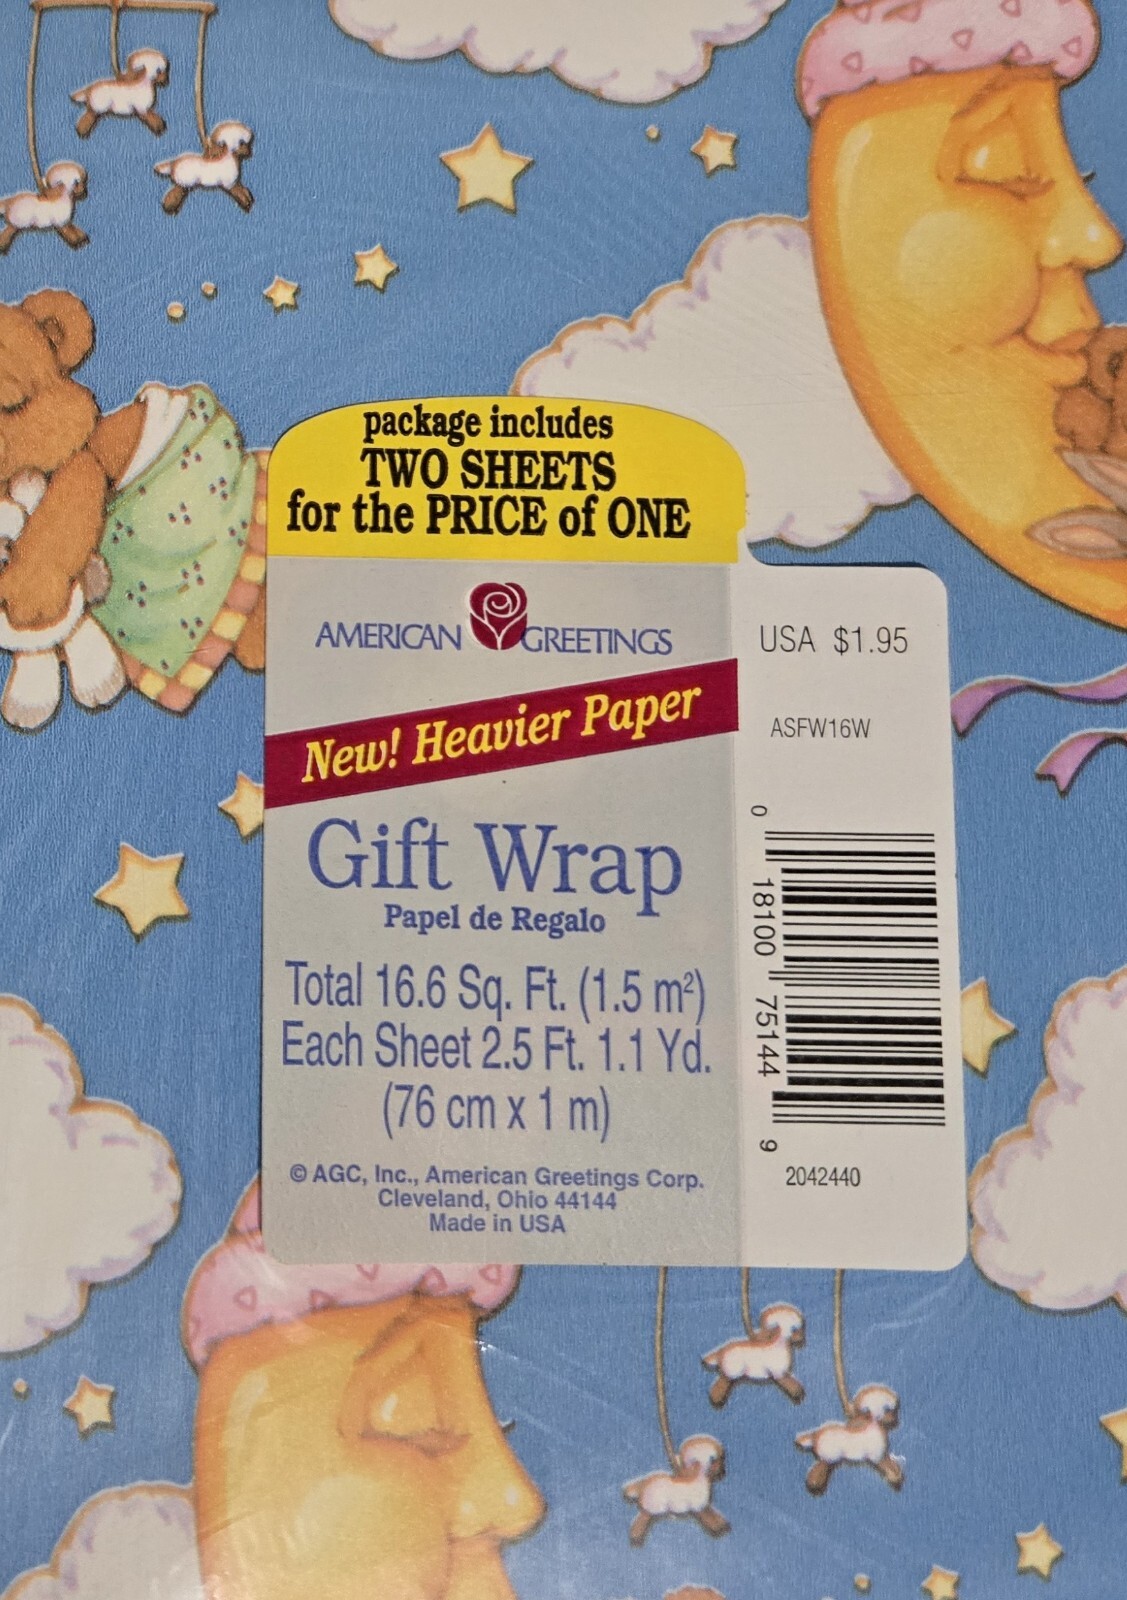 package includes
TWO SHEETS
for the PRICE of ONE
AMERICAN GREETINGS
New! Heavier Paper
Gift Wrap
Papel de Regalo
Total 16.6 Sq. Ft. (1.5 m²)
Each Sheet 2.5 Ft. 1.1 Yd.
(76 cm x 1 m)
© AGC, Inc., American Greetings Corp.
Cleveland, Ohio 44144
Made in USA
USA $1.95
ASFW16W
0 18100 75144 9
2042440